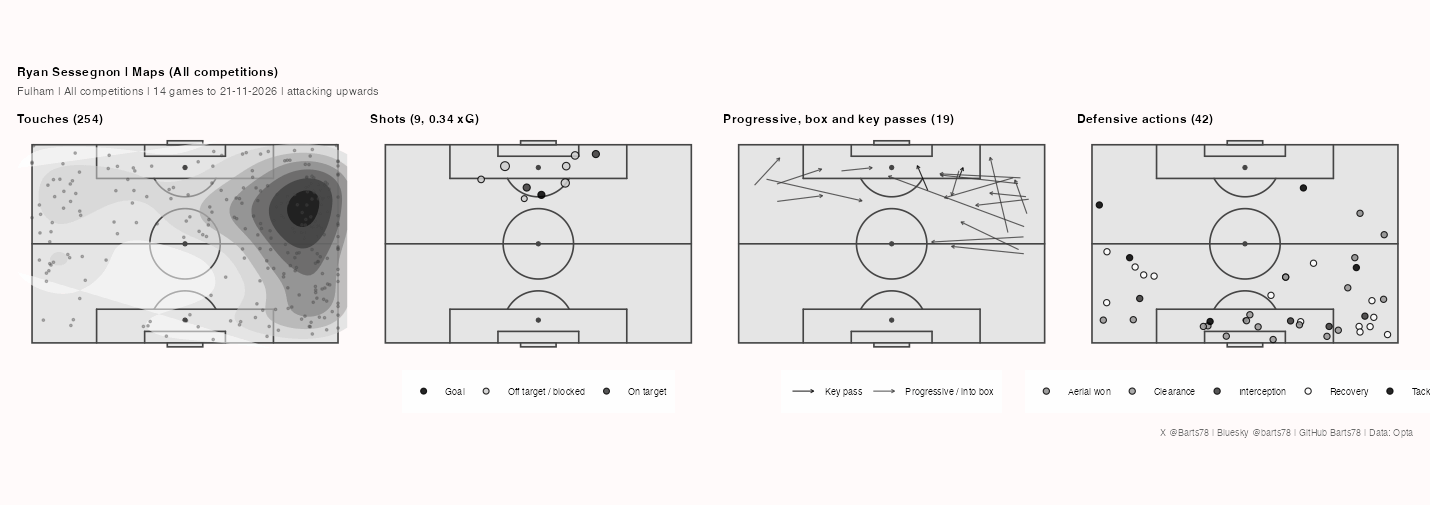 Ryan Sessegnon | Maps (All competitions)
Fulham | All competitions | 14 games to 21-11-2026 | attacking upwards
Touches (254)
Shots (9, 0.34 xG)
Progressive, box and key passes (19)
Defensive actions (42)
Goal
Off target / blocked
On target
Key pass
Progressive / into box
Aerial won
Clearance
Interception
Recovery
Tack
X @Barts78 | Bluesky @barts78 | GitHub Barts78 | Data: Opta